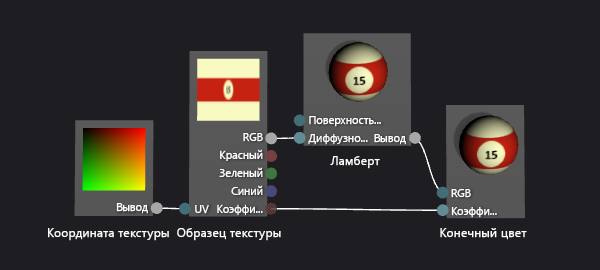 15
15
Поверхность...
RGB
Диффузно...
Вывод
Красный
Ламберт
Зеленый
Синий
RGB
Вывод
UV
Коэффи...
Коэффи...
Координата текстуры
Образец текстуры
Конечный цвет